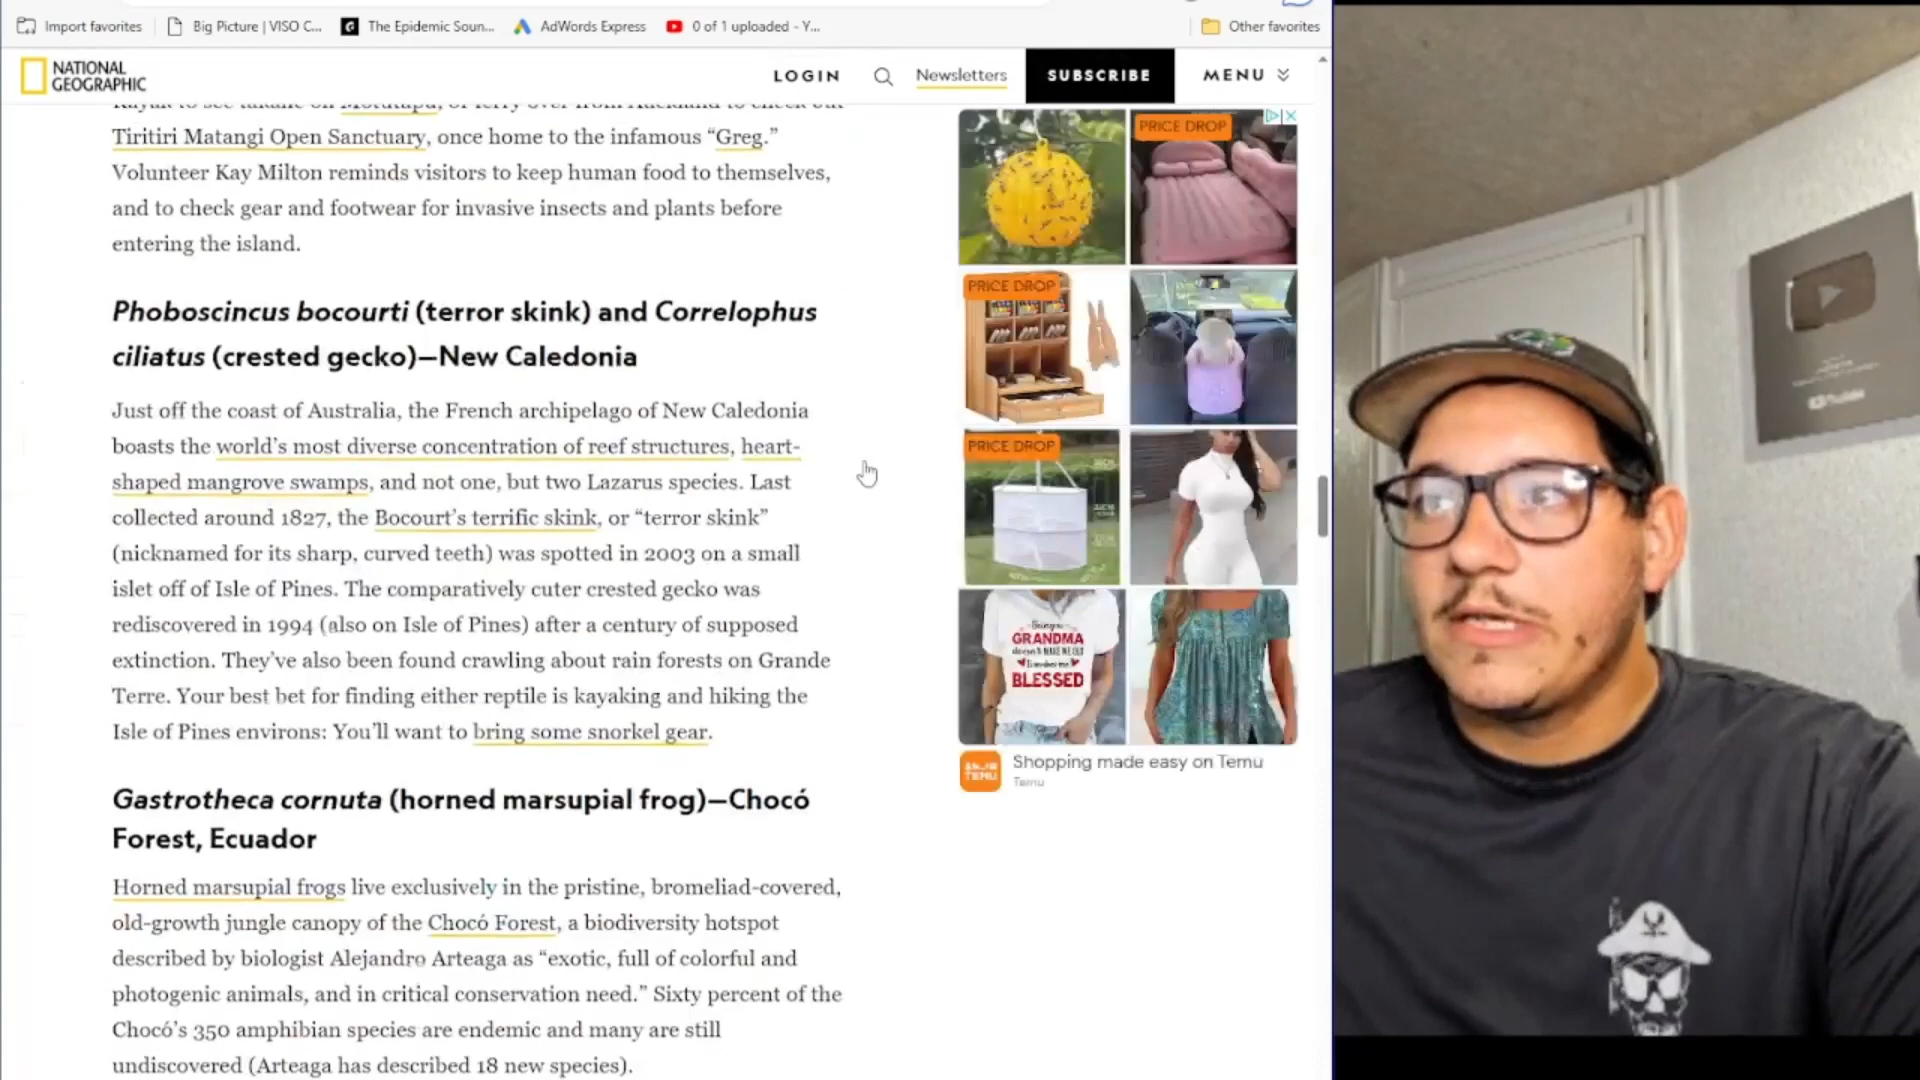 Import favorites
Big Picture | VISO C...
The Epidemic Soun...
AdWords Express
0 of 1 uploaded - Y...
Other favorites
NATIONAL
GEOGRAPHIC
LOGIN
Newsletters
SUBSCRIBE
MENU
Tiritiri Matangi Open Sanctuary, once home to the infamous “Greg.”
Volunteer Kay Milton reminds visitors to keep human food to themselves,
and to check gear and footwear for invasive insects and plants before
entering the island.
Phoboscincus bocourti (terror skink) and Correlophus
ciliatus (crested gecko)—New Caledonia
Just off the coast of Australia, the French archipelago of New Caledonia
boasts the world’s most diverse concentration of reef structures, heart-
shaped mangrove swamps, and not one, but two Lazarus species. Last
collected around 1827, the Bocourt’s terrific skink, or “terror skink”
(nicknamed for its sharp, curved teeth) was spotted in 2003 on a small
islet off of Isle of Pines. The comparatively cuter crested gecko was
rediscovered in 1994 (also on Isle of Pines) after a century of supposed
extinction. They’ve also been found crawling about rain forests on Grande
Terre. Your best bet for finding either reptile is kayaking and hiking the
Isle of Pines environs: You’ll want to bring some snorkel gear.
Gastrotheca cornuta (horned marsupial frog)—Chocó
Forest, Ecuador
Horned marsupial frogs live exclusively in the pristine, bromeliad-covered,
old-growth jungle canopy of the Chocó Forest, a biodiversity hotspot
described by biologist Alejandro Arteaga as “exotic, full of colorful and
photogenic animals, and in critical conservation need.” Sixty percent of the
Chocó’s 350 amphibian species are endemic and many are still
undiscovered (Arteaga has described 18 new species).
PRICE DROP
PRICE DROP
PRICE DROP
GRANDMA
BLESSED
TEMU
Shopping made easy on Temu
Temu
YouTube